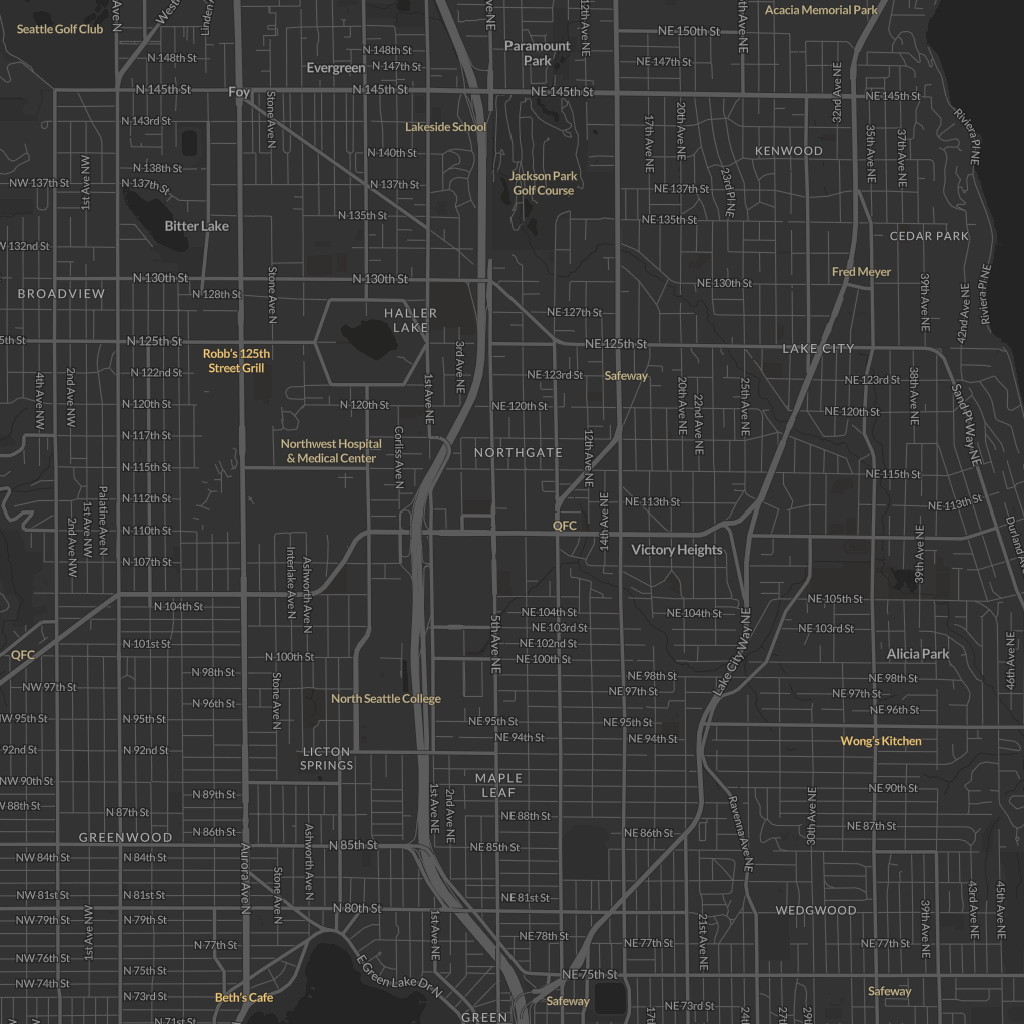 Acacia Memorial Park
Seattle Golf Club
Ave N
Linden
NE 150th St
12th Ave NE
Paramount
Park
N 148th St
N 148th St
Evergreen
N 147th St
NE 147th St
32nd Ave NE
N 145th St
Foy
N 145th St
NE 145th St
NE 145th St
Stone Ave N
N 143rd St
Lakeside School
17th Ave NE
20th Ave NE
35th Ave NE
37th Ave NE
Riviera Pl NE
N 140th St
KENWOOD
1st Ave NW
N 138th St
NW 137th St
N 137th St
N 137th St
Jackson Park
Golf Course
NE 137th St
23rd Pl NE
N 135th St
NE 135th St
Bitter Lake
CEDAR PARK
132nd St
N 130th St
N 130th St
NE 130th St
Fred Meyer
BROADVIEW
N 128th St
Stone Ave N
39th Ave NE
42nd Ave NE
Riviera Pl NE
HALLER
LAKE
NE 127th St
5th St
N 125th St
NE 125th St
LAKE CITY
Robb's 125th
Street Grill
3rd Ave NE
N 122nd St
NE 123rd St
Safeway
NE 123rd St
4th Ave NW
2nd Ave NW
1st Ave NE
20th Ave NE
22nd Ave NE
25th Ave NE
38th Ave NE
Sand Pt Way NE
N 120th St
N 120th St
NE 120th St
NE 120th St
N 117th St
Northwest Hospital
& Medical Center
Corliss Ave N
NORTHGATE
12th Ave NE
N 115th St
NE 115th St
N 112th St
NE 113th St
NE 113th St
Palatine Ave N
1st Ave NW
2nd Ave NW
N 110th St
QFC
14th Ave NE
Victory Heights
39th Ave NE
Durland Av
N 107th St
Interlake Ave N
Ashworth Ave N
N 104th St
NE 104th St
NE 104th St
NE 105th St
NE 103rd St
NE 103rd St
5th Ave NE
N 101st St
NE 102nd St
NE 100th St
Lake City Way NE
QFC
N 100th St
Alicia Park
46th Ave NE
N 98th St
NE 98th St
NE 98th St
NW 97th St
NE 97th St
NE 97th St
N 96th St
Stone Ave N
North Seattle College
NE 96th St
W 95th St
N 95th St
NE 95th St
NE 95th St
NE 94th St
NE 94th St
Wong's Kitchen
92nd St
N 92nd St
LICTON
SPRINGS
NW 90th St
N 89th St
MAPLE
LEAF
NE 90th St
W 88th St
N 87th St
1st Ave NE
2nd Ave NE
NE 88th St
Ravenna Ave NE
30th Ave NE
NE 87th St
GREENWOOD
N 86th St
NE 86th St
N 85th St
NE 85th St
NW 84th St
N 84th St
Aurora Ave N
Stone Ave N
Ashworth Ave N
NW 81st St
N 81st St
NE 81st St
N 80th St
WEDGWOOD
39th Ave NE
43rd Ave NE
45th Ave NE
NW 79th St
N 79th St
1st Ave NW
1st Ave NE
NE 78th St
21st Ave NE
N 77th St
NE 77th St
NE 77th St
NW 76th St
N 75th St
E Green Lake Dr N
NE 75th St
NW 74th St
N 73rd St
Beth's Cafe
Safeway
Safeway
NE 73rd St
17th
24th
27th
29th
N 71st St
GREEN